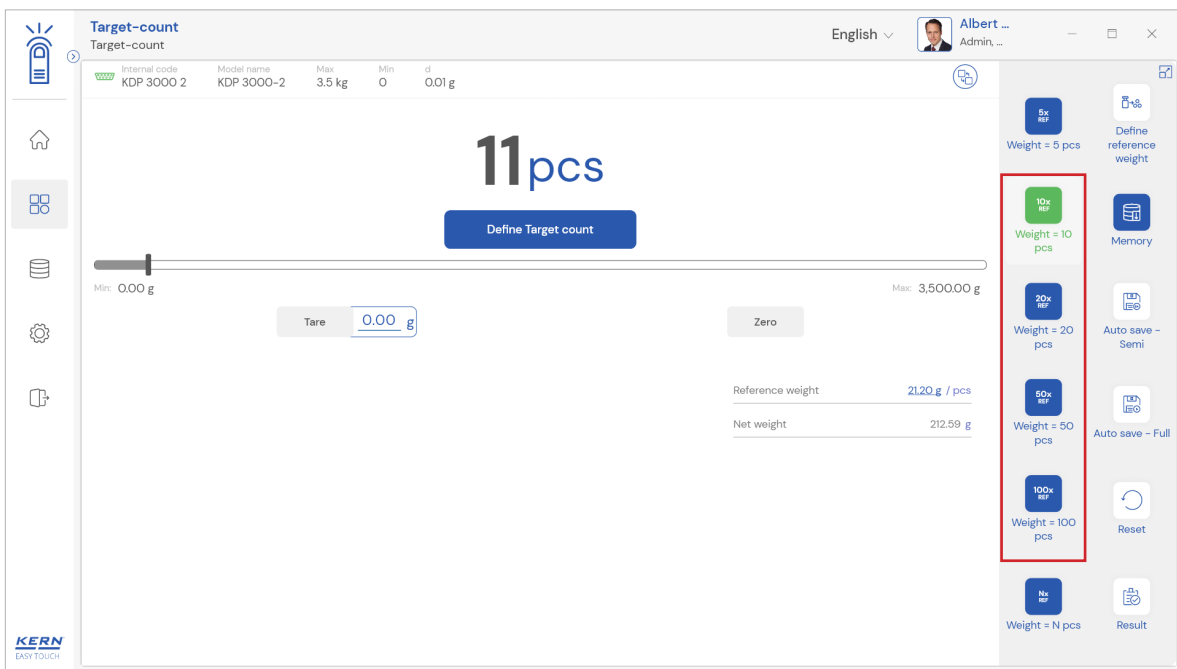 Target-count
Target-count
English
Albert ...
Admin, ...
Internal code
KDP 3000 2
Model name
KDP 3000-2
Max
3.5 kg
Min
0
d
0.01 g
11 pcs
Define Target count
Min: 0.00 g
Max: 3,500.00 g
Tare
0.00 g
Zero
Reference weight
21.20 g / pcs
Net weight
212.59 g
5x
REF
Weight = 5 pcs
Define
reference
weight
10x
REF
Weight = 10
pcs
Memory
20x
REF
Weight = 20
pcs
Auto save -
Semi
50x
REF
Weight = 50
pcs
Auto save - Full
100x
REF
Weight = 100
pcs
Reset
Nx
REF
Weight = N pcs
Result
KERN
EASY TOUCH